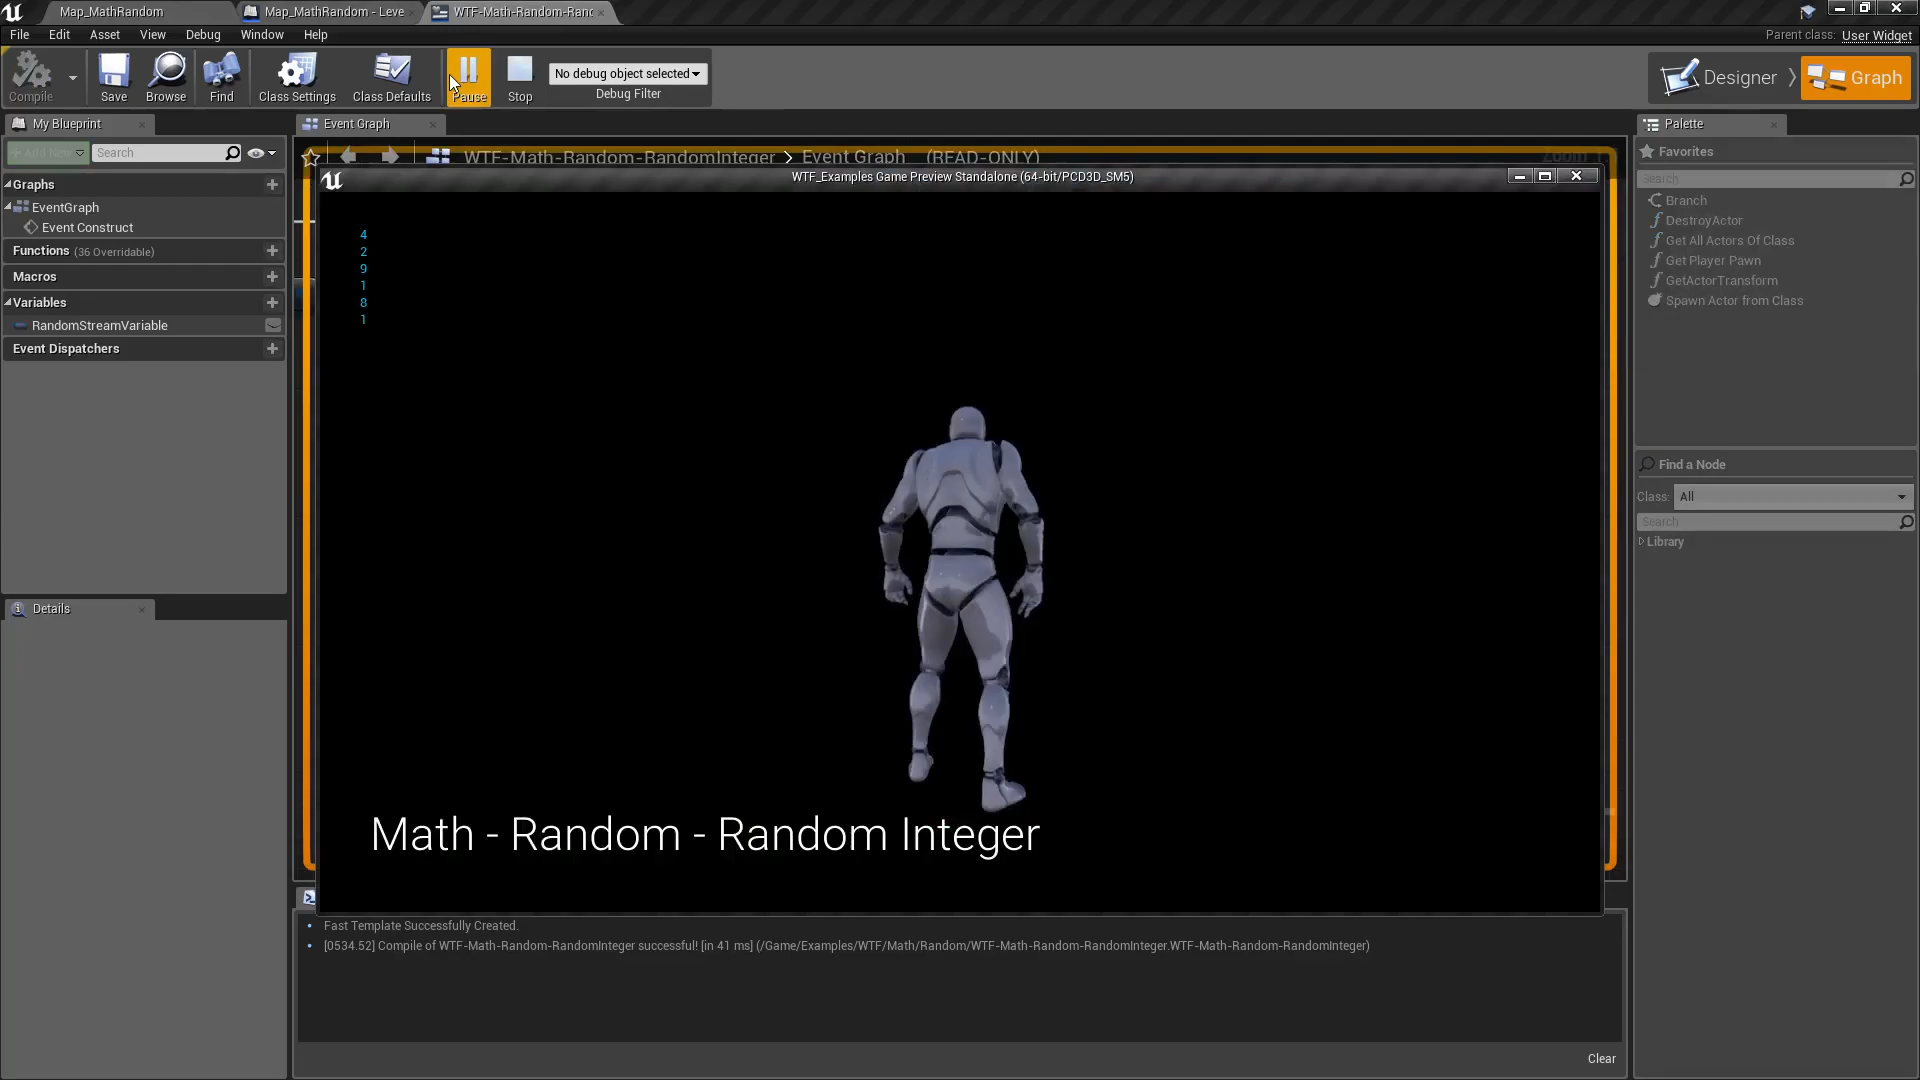 Map_MathRandom
Map_MathRandom - Leve
WTF-Math-Random-Ranc
File Edit Asset View Debug Window Help
Parent class: User Widget
Compile
Save
Browse
Find
Class Settings
Class Defaults
Pause
Stop
No debug object selected
Debug Filter
Designer
Graph
My Blueprint
Event Graph
Palette
Search
WTF-Math-Random-RandomInteger > Event Graph (READ-ONLY)
WTF_Examples Game Preview Standalone (64-bit/PCD3D_SM5)
Graphs
EventGraph
Event Construct
Functions (36 Overridable)
Macros
Variables
RandomStreamVariable
Event Dispatchers
Details
4
2
9
1
8
1
Math - Random - Random Integer
Favorites
Search
Branch
DestroyActor
Get All Actors Of Class
Get Player Pawn
GetActorTransform
Spawn Actor from Class
Find a Node
Class: All
Search
Library
Fast Template Successfully Created.
[0534.52] Compile of WTF-Math-Random-RandomInteger successful! [in 41 ms] (/Game/Examples/WTF/Math/Random/WTF-Math-Random-RandomInteger.WTF-Math-Random-RandomInteger)
Clear